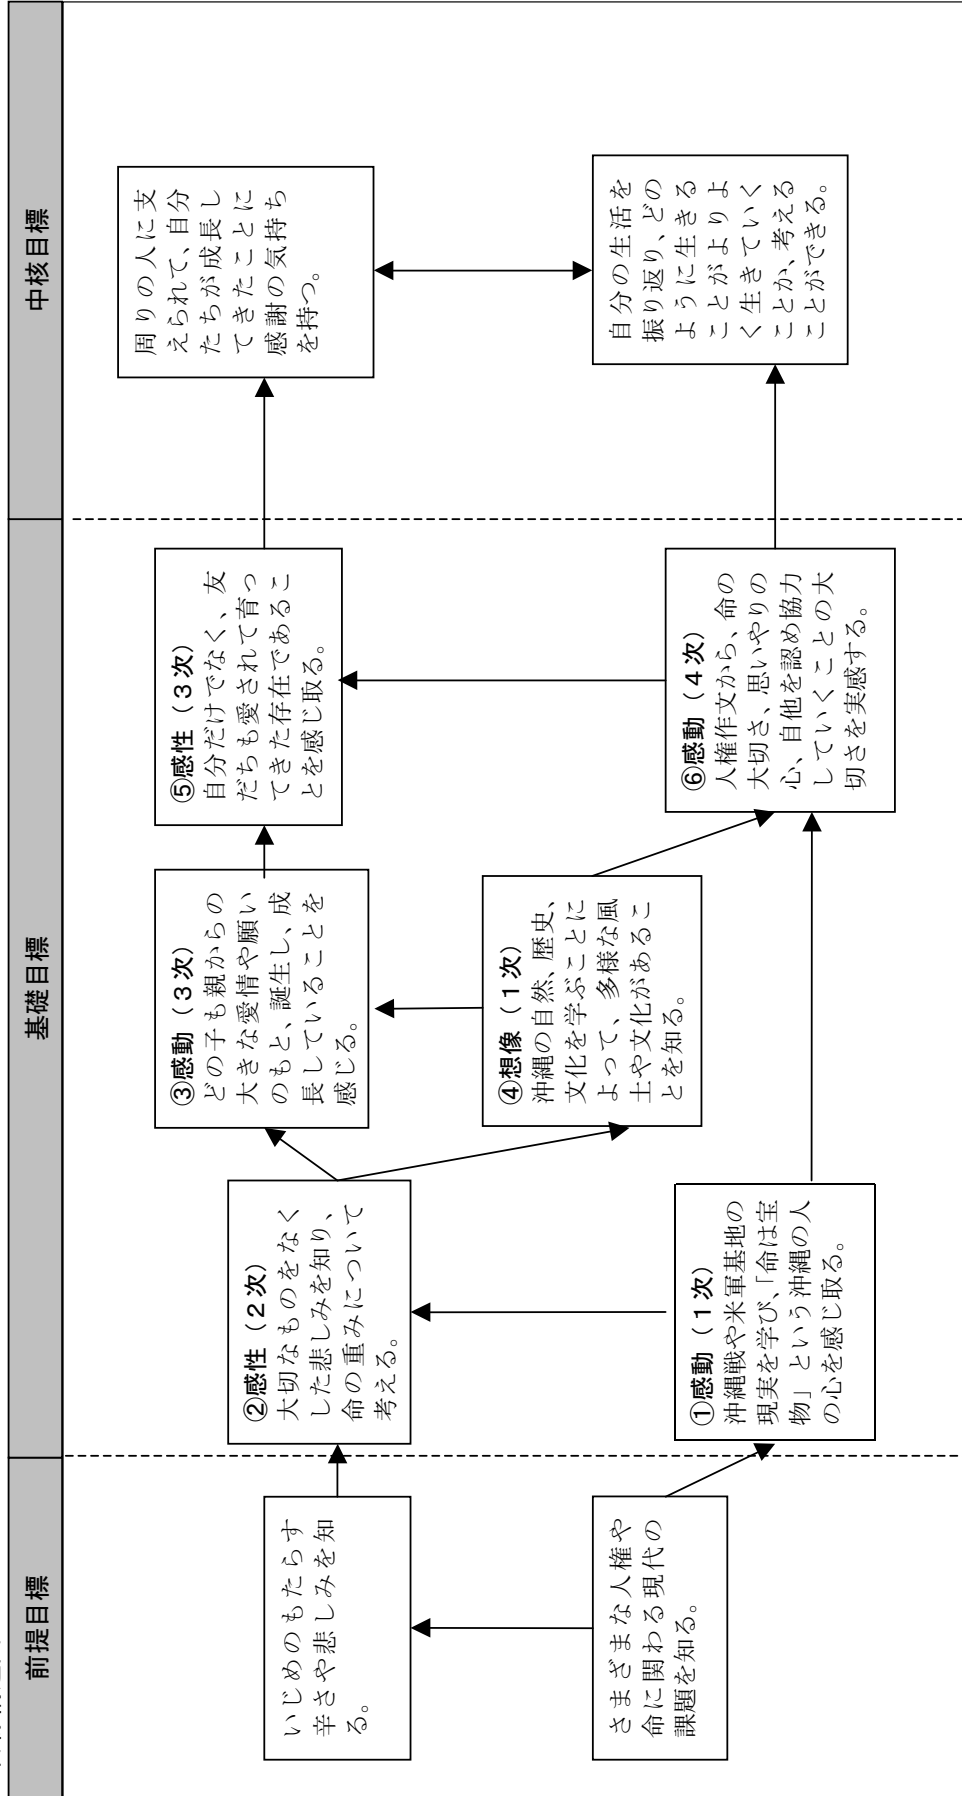 前提目標
基礎目標
中核目標
いじめのもたらす
辛さや悲しみを知
る。
さまざまな人権や
命に関わる現代の
課題を知る。
②感性（２次）
大切なものをなく
した悲しみを知り、
命の重みについて
考える。
①感動（１次）
沖縄戦や米軍基地の
現実を学び、「命は宝
物」という沖縄の人
の心を感じ取る。
③感動（３次）
どの子も親からの
大きな愛情や願い
のもと、誕生し、成
長していることを
感じる。
④想像（１次）
沖縄の自然、歴史、
文化を学ぶことに
よって、多様な風
土や文化があるこ
とを知る。
⑤感性（３次）
自分だけでなく、友
だちも愛されて育っ
てきた存在であるこ
とを感じ取る。
⑥感動（４次）
人権作文から、命の
大切さ、思いやりの
心、自他を認め協力
していくことの大
切さを実感する。
周りの人に支
えられて、自分
たちが成長し
てきたことに
感謝の気持ち
を持つ。
自分の生活を
振り返り、どの
ように生きる
ことがよりよ
く生きていく
ことか、考える
ことができる。